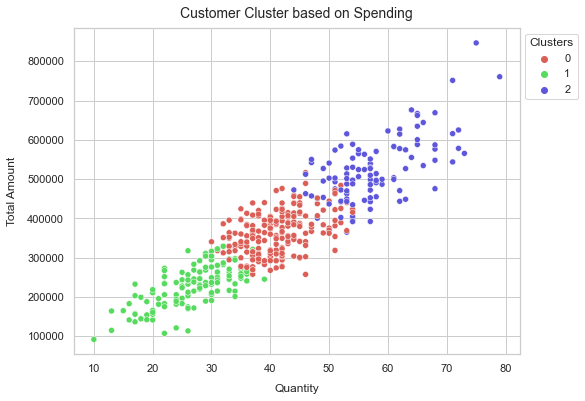 Customer Cluster based on Spending
Clusters
0
1
2
Total Amount
800000
700000
600000
500000
400000
300000
200000
100000
10 20 30 40 50 60 70 80
Quantity